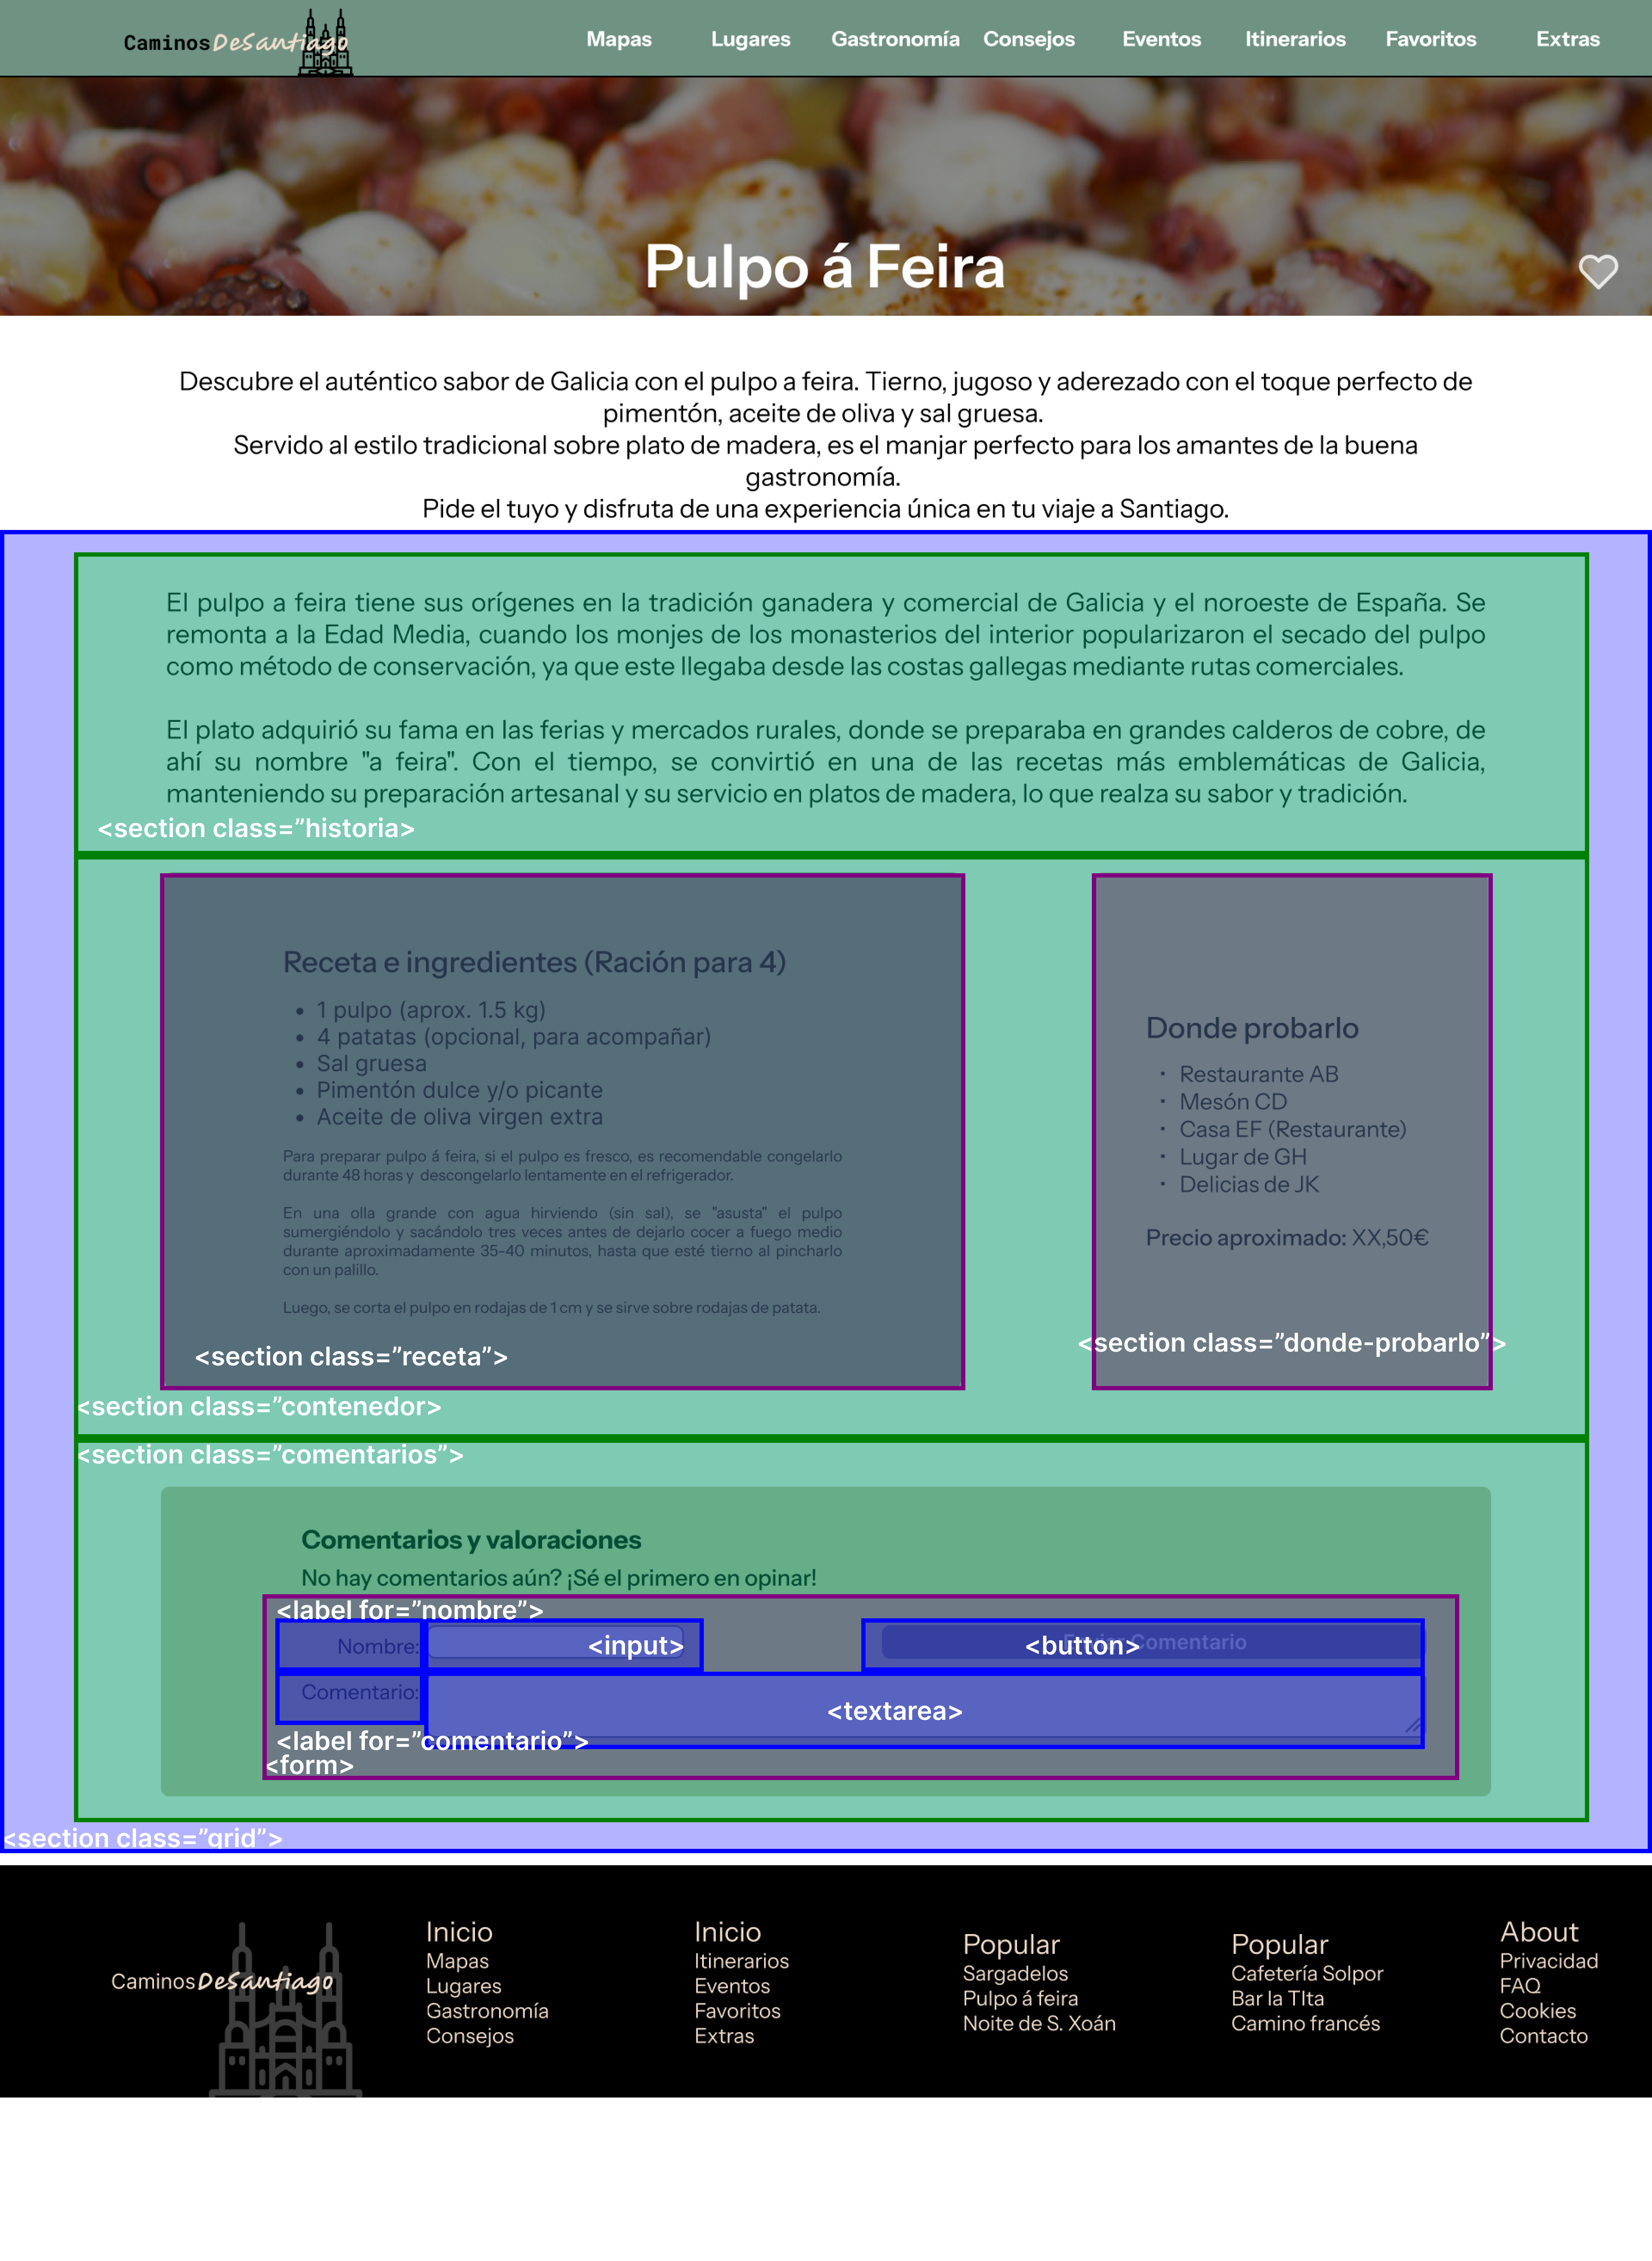 CaminosDeSantiago
Mapas Lugares Gastronomía Consejos Eventos Itinerarios Favoritos Extras
Pulpo á Feira
Descubre el auténtico sabor de Galicia con el pulpo a feira. Tierno, jugoso y aderezado con el toque perfecto de
pimentón, aceite de oliva y sal gruesa.
Servido al estilo tradicional sobre plato de madera, es el manjar perfecto para los amantes de la buena
gastronomía.
Pide el tuyo y disfruta de una experiencia única en tu viaje a Santiago.
El pulpo a feira tiene sus orígenes en la tradición ganadera y comercial de Galicia y el noroeste de España. Se
remonta a la Edad Media, cuando los monjes de los monasterios del interior popularizaron el secado del pulpo
como método de conservación, ya que este llegaba desde las costas gallegas mediante rutas comerciales.
El plato adquirió su fama en las ferias y mercados rurales, donde se preparaba en grandes calderos de cobre, de
ahí su nombre "a feira". Con el tiempo, se convirtió en una de las recetas más emblemáticas de Galicia,
manteniendo su preparación artesanal y su servicio en platos de madera, lo que realza su sabor y tradición.
<section class=”historia>
Receta e ingredientes (Ración para 4)
• 1 pulpo (aprox. 1.5 kg)
• 4 patatas (opcional, para acompañar)
• Sal gruesa
• Pimentón dulce y/o picante
• Aceite de oliva virgen extra
Para preparar pulpo á feira, si el pulpo es fresco, es recomendable congelarlo
durante 48 horas y descongelarlo lentamente en el refrigerador.
En una olla grande con agua hirviendo (sin sal), se "asusta" el pulpo
sumergiéndolo y sacándolo tres veces antes de dejarlo cocer a fuego medio
durante aproximadamente 35-40 minutos, hasta que esté tierno al pincharlo
con un palillo.
Luego, se corta el pulpo en rodajas de 1 cm y se sirve sobre rodajas de patata.
<section class=”receta”>
Donde probarlo
• Restaurante AB
• Mesón CD
• Casa EF (Restaurante)
• Lugar de GH
• Delicias de JK
Precio aproximado: XX,50€
<section class=”donde-probarlo”>
<section class=”contenedor>
<section class=”comentarios”>
Comentarios y valoraciones
No hay comentarios aún? ¡Sé el primero en opinar!
<label for=”nombre”>
Nombre: <input> <button> Comentario
Comentario:
<textarea>
<label for=”comentario”>
<form>
<section class=”grid”>
CaminosDeSantiago
Inicio
Mapas
Lugares
Gastronomía
Consejos
Inicio
Itinerarios
Eventos
Favoritos
Extras
Popular
Sargadelos
Pulpo á feira
Noite de S. Xoán
Popular
Cafetería Solpor
Bar la TIta
Camino francés
About
Privacidad
FAQ
Cookies
Contacto